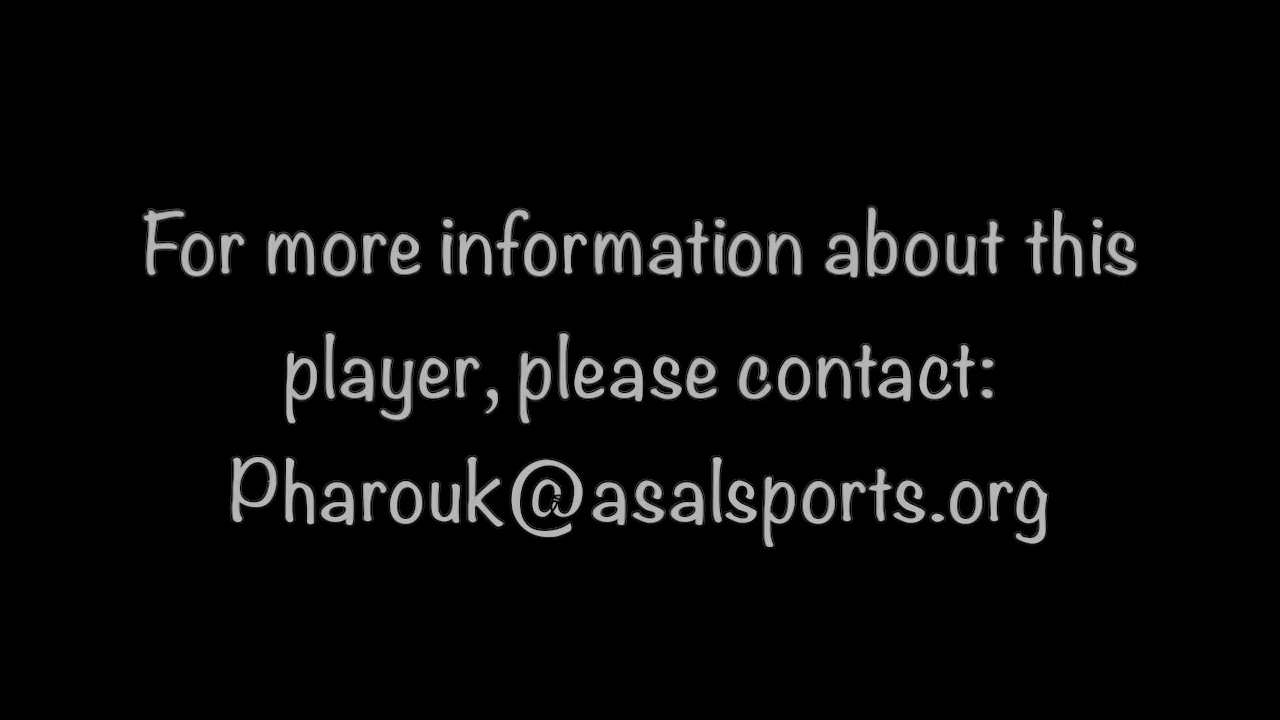 For more information about this
player, please contact:
Pharouk@asalsports.org